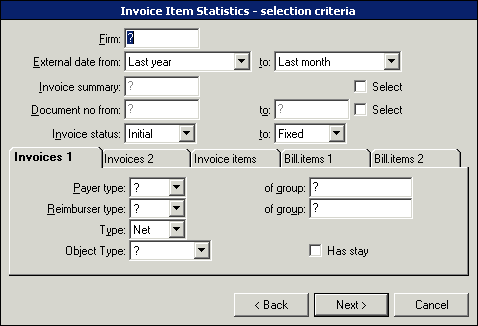 Invoice Item Statistics - selection criteria
Firm: ?
External date from: Last year to: Last month
Invoice summary: ? Select
Document no from: ? to: ? Select
Invoice status: Initial to: Fixed
Invoices 1 Invoices 2 Invoice items Bill.items 1 Bill.items 2
Payer type: ? of group: ?
Reimburser type: ? of group: ?
Type: Net
Object Type: ? Has stay
< Back Next > Cancel